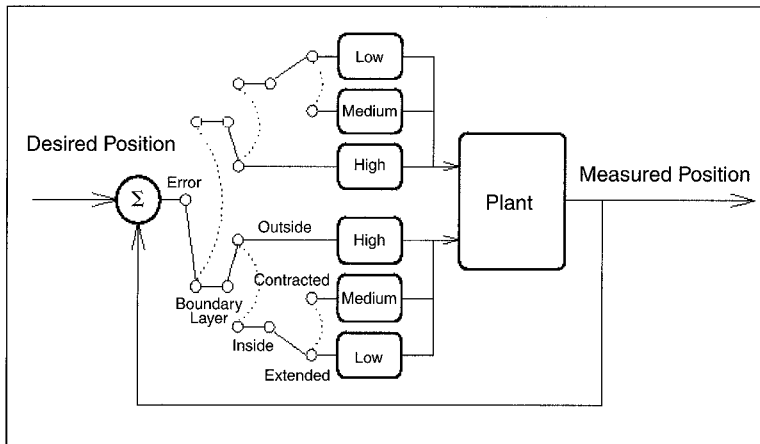 Low
Medium
High
Desired Position
Error
Σ
Plant
Measured Position
Outside
High
Contracted
Medium
Boundary
Layer
Inside
Low
Extended